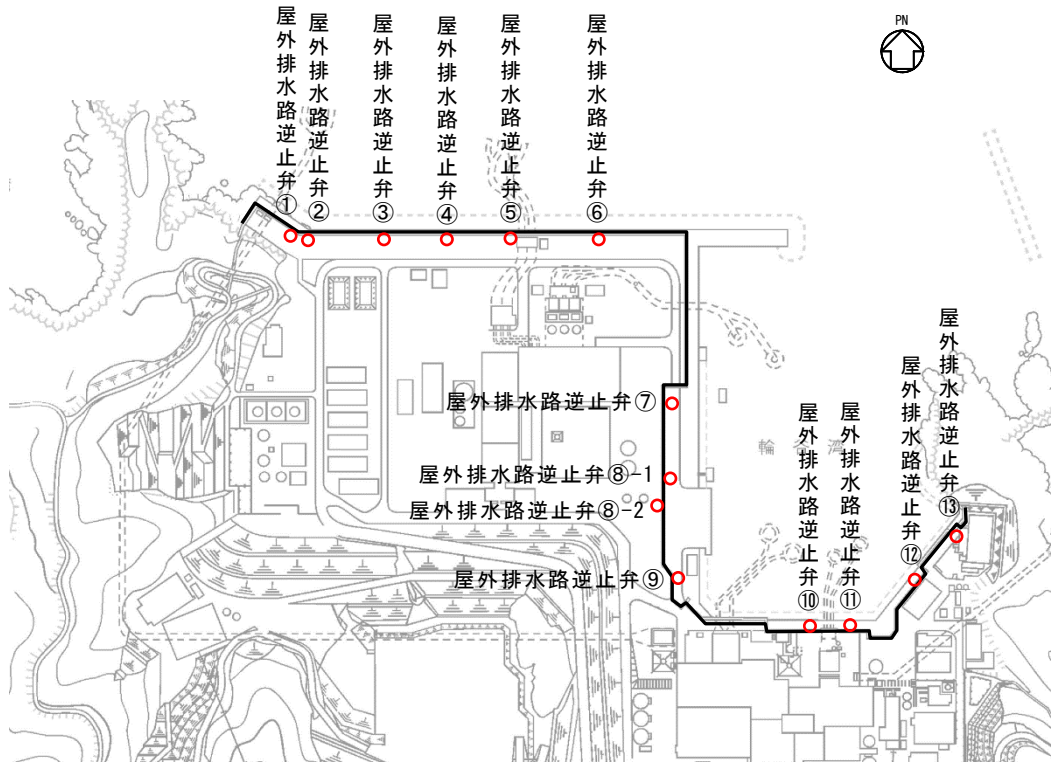 屋外排水路逆止弁①
屋外排水路逆止弁②
屋外排水路逆止弁③
屋外排水路逆止弁④
屋外排水路逆止弁⑤
屋外排水路逆止弁⑥
PN
屋外排水路逆止弁⑦
屋外排水路逆止弁⑧-1
屋外排水路逆止弁⑧-2
屋外排水路逆止弁⑨
輪谷湾
屋外排水路逆止弁⑩
屋外排水路逆止弁⑪
屋外排水路逆止弁⑫
屋外排水路逆止弁⑬